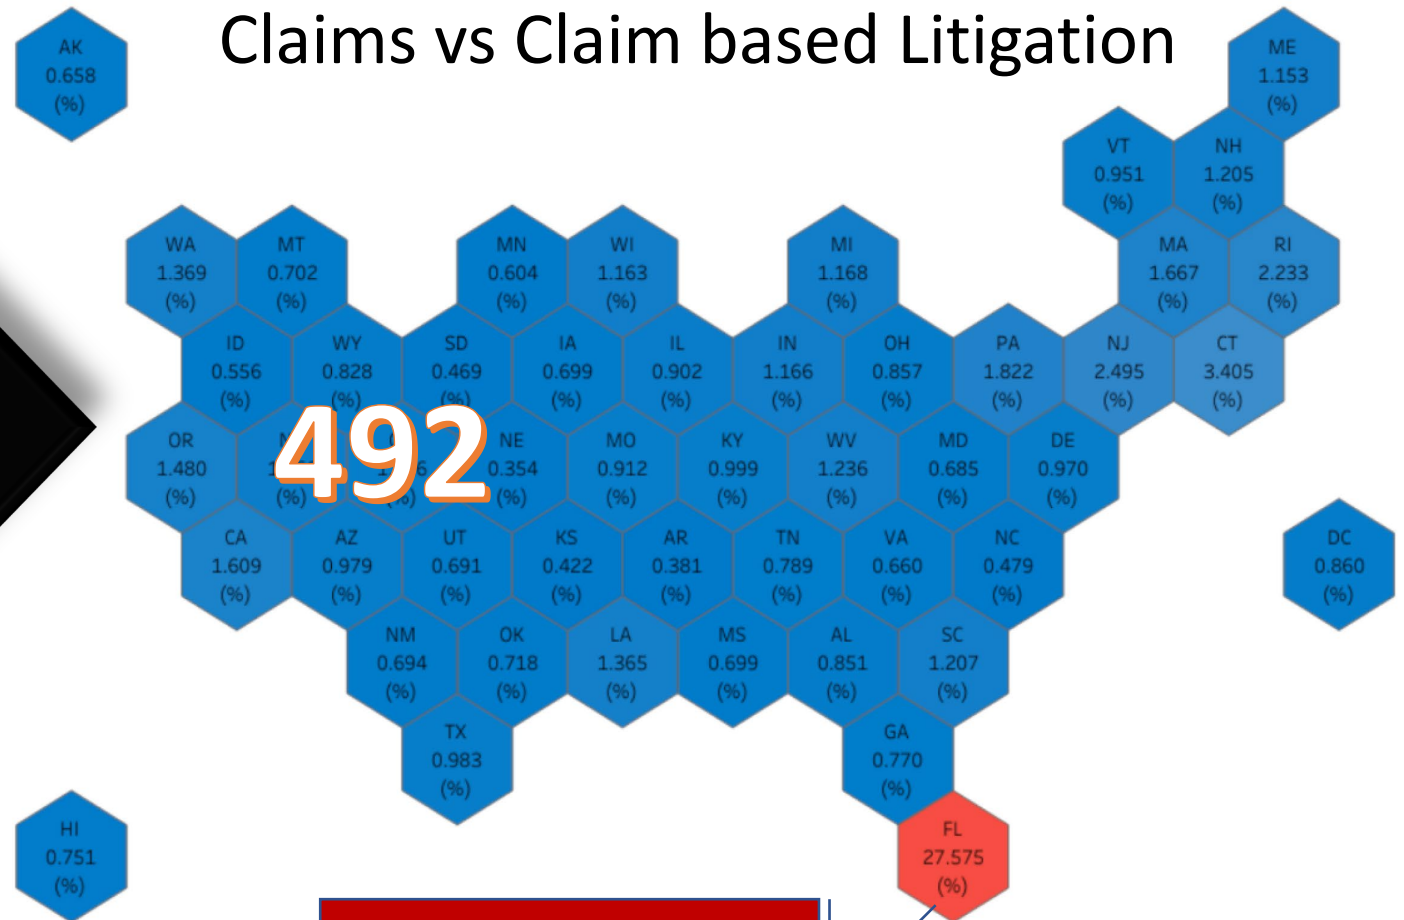 Claims vs Claim based Litigation
AK
0.658
(%)
ME
1.153
(%)
VT
0.951
(%)
NH
1.205
(%)
WA
1.369
(%)
MT
0.702
(%)
MN
0.604
(%)
WI
1.163
(%)
MI
1.168
(%)
MA
1.667
(%)
RI
2.233
(%)
ID
0.556
(%)
WY
0.828
(%)
SD
0.469
(%)
IA
0.699
(%)
IL
0.902
(%)
IN
1.166
(%)
OH
0.857
(%)
PA
1.822
(%)
NJ
2.495
(%)
CT
3.405
(%)
492
OR
1.480
(%)
(%)
(%)
NE
0.354
(%)
MO
0.912
(%)
KY
0.999
(%)
WV
1.236
(%)
MD
0.685
(%)
DE
0.970
(%)
CA
1.609
(%)
AZ
0.979
(%)
UT
0.691
(%)
KS
0.422
(%)
AR
0.381
(%)
TN
0.789
(%)
VA
0.660
(%)
NC
0.479
(%)
DC
0.860
(%)
NM
0.694
(%)
OK
0.718
(%)
LA
1.365
(%)
MS
0.699
(%)
AL
0.851
(%)
SC
1.207
(%)
TX
0.983
(%)
GA
0.770
(%)
HI
0.751
(%)
FL
27.575
(%)